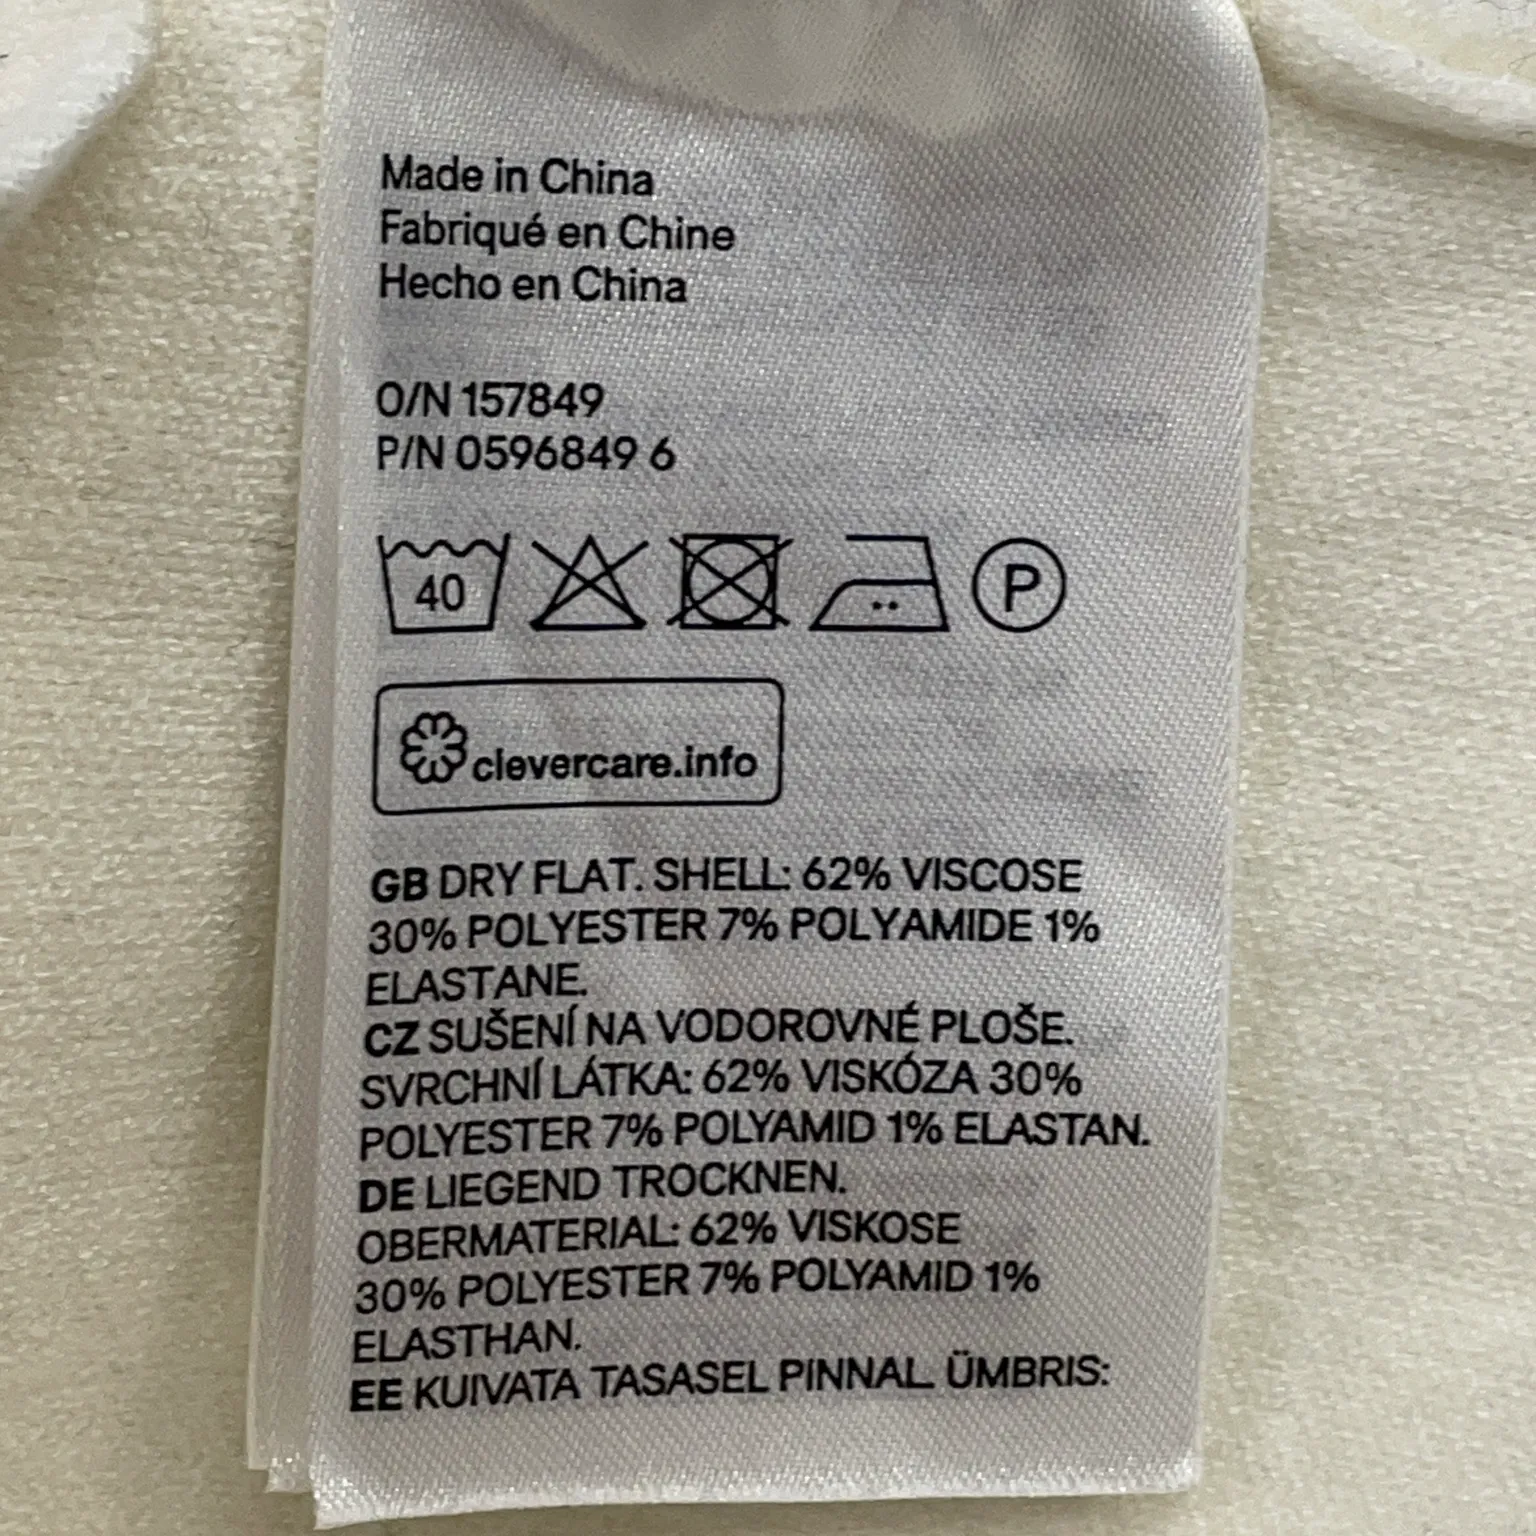 Made in China
Fabriqué en Chine
Hecho en China
O/N 157849
P/N 0596849 6
40 P
clevercare.info
GB DRY FLAT. SHELL: 62% VISCOSE
30% POLYESTER 7% POLYAMIDE 1%
ELASTANE.
CZ SUŠENÍ NA VODOROVNÉ PLOŠE.
SVRCHNÍ LÁTKA: 62% VISKÓZA 30%
POLYESTER 7% POLYAMID 1% ELASTAN.
DE LIEGEND TROCKNEN.
OBERMATERIAL: 62% VISKOSE
30% POLYESTER 7% POLYAMID 1%
ELASTHAN.
EE KUIVATA TASASEL PINNAL. ÜMBRIS: